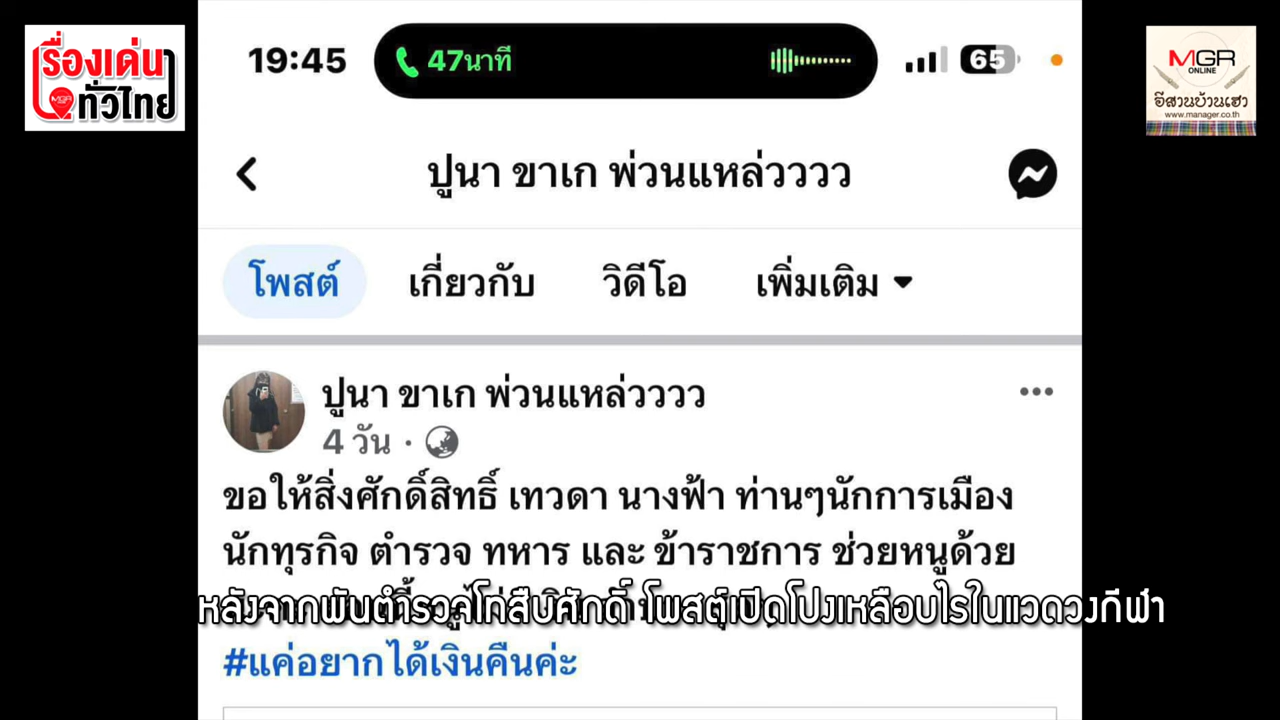 เรื่องเด่น
MGR
ทั่วไทย
MGR
ONLINE
อีสานบ้านเฮา
www.manager.co.th
19:45
47นาที
65
ปูนา ขาเก พ่วนแหล่วววว
โพสต์
เกี่ยวกับ
วิดีโอ
เพิ่มเติม
ปูนา ขาเก พ่วนแหล่วววว
4 วัน ·
ขอให้สิ่งศักดิ์สิทธิ์ เทวดา นางฟ้า ท่านๆนักการเมือง
นักทุรกิจ ตำรวจ ทหาร และ ข้าราชการ ช่วยหนูด้วย
หลังจากพันตำรวจโทสืบศักดิ์ โพสต์เปิดโปงเหลือบไรในแวดวงกีฬา
#แค่อยากได้เงินคืนค่ะ